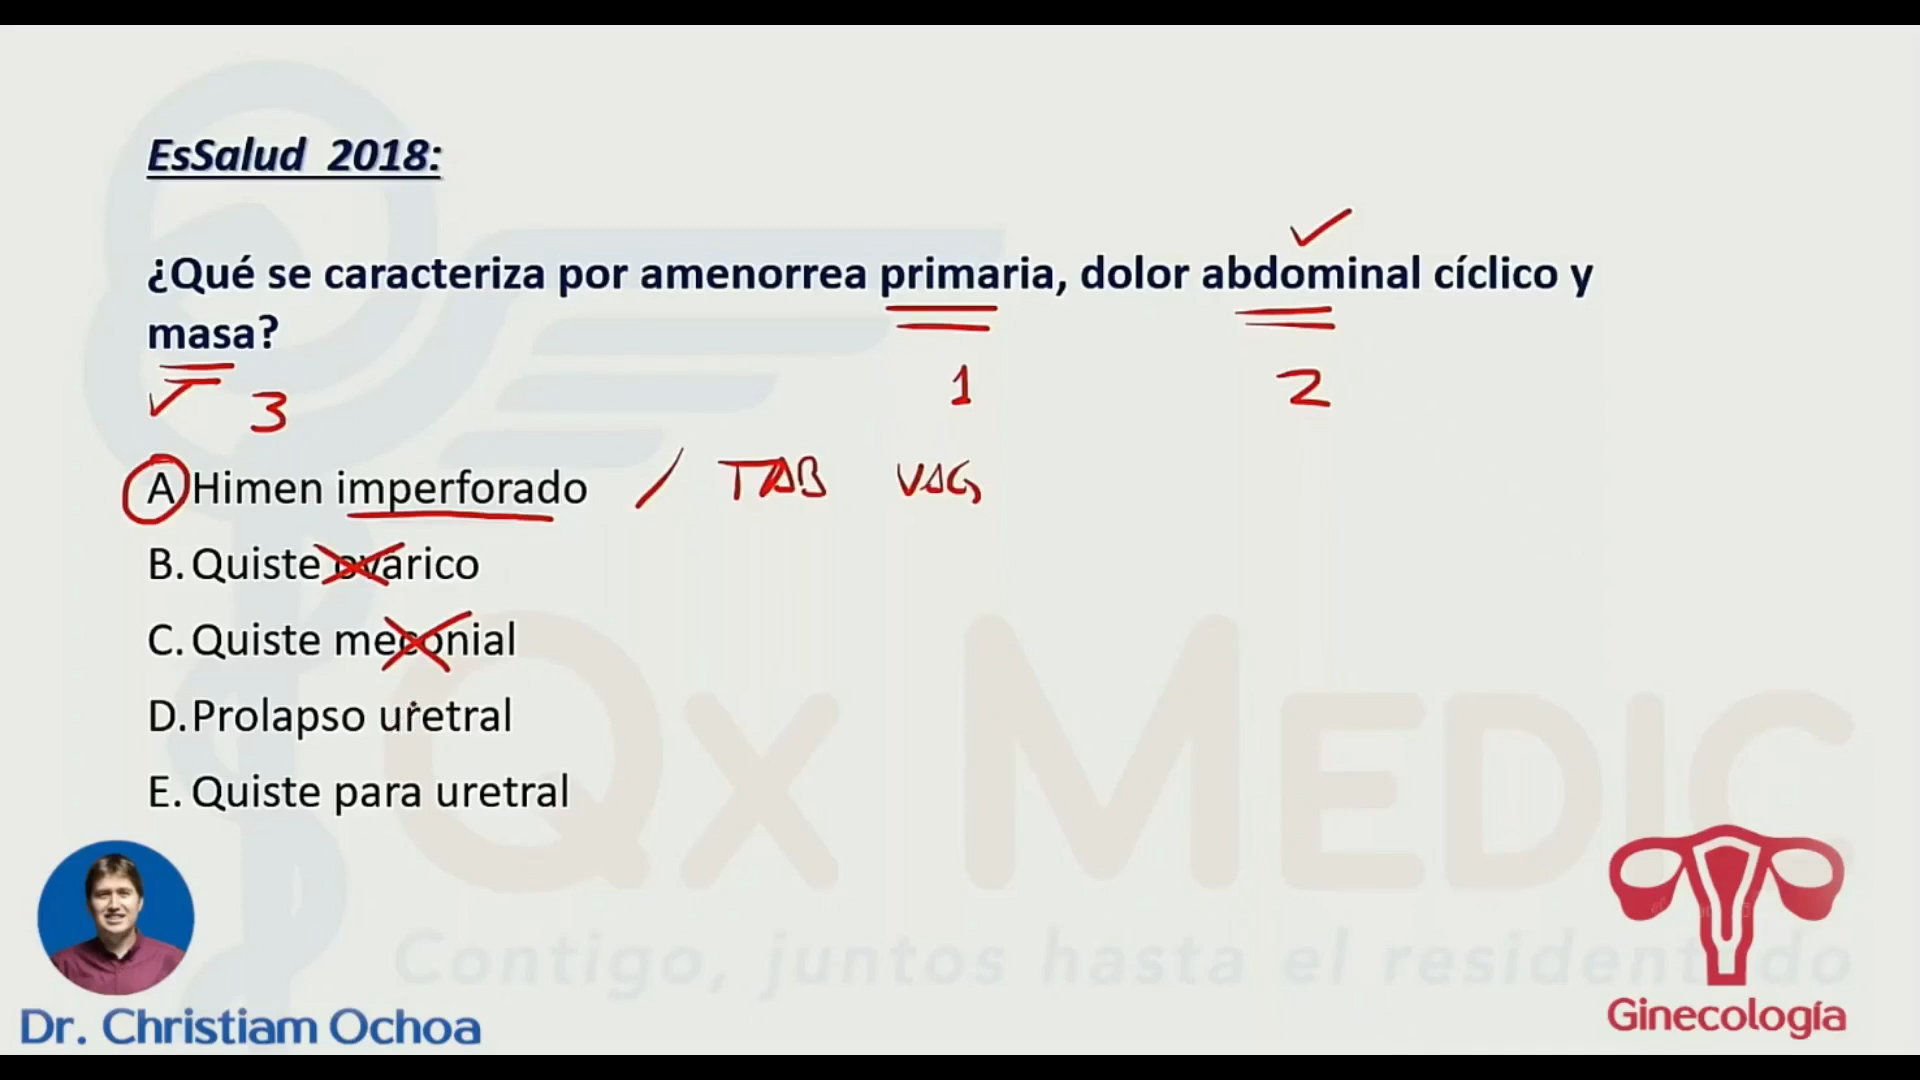 EsSalud 2018:
¿Qué se caracteriza por amenorrea primaria, dolor abdominal cíclico y
masa?
3
1
2
A Himen imperforado / TAB VAG
B. Quiste ovárico
C. Quiste meconial
D. Prolapso uretral
E. Quiste para uretral
Qx MEDIC
Contigo, juntos hasta el residentado
Dr. Christiam Ochoa
Ginecología